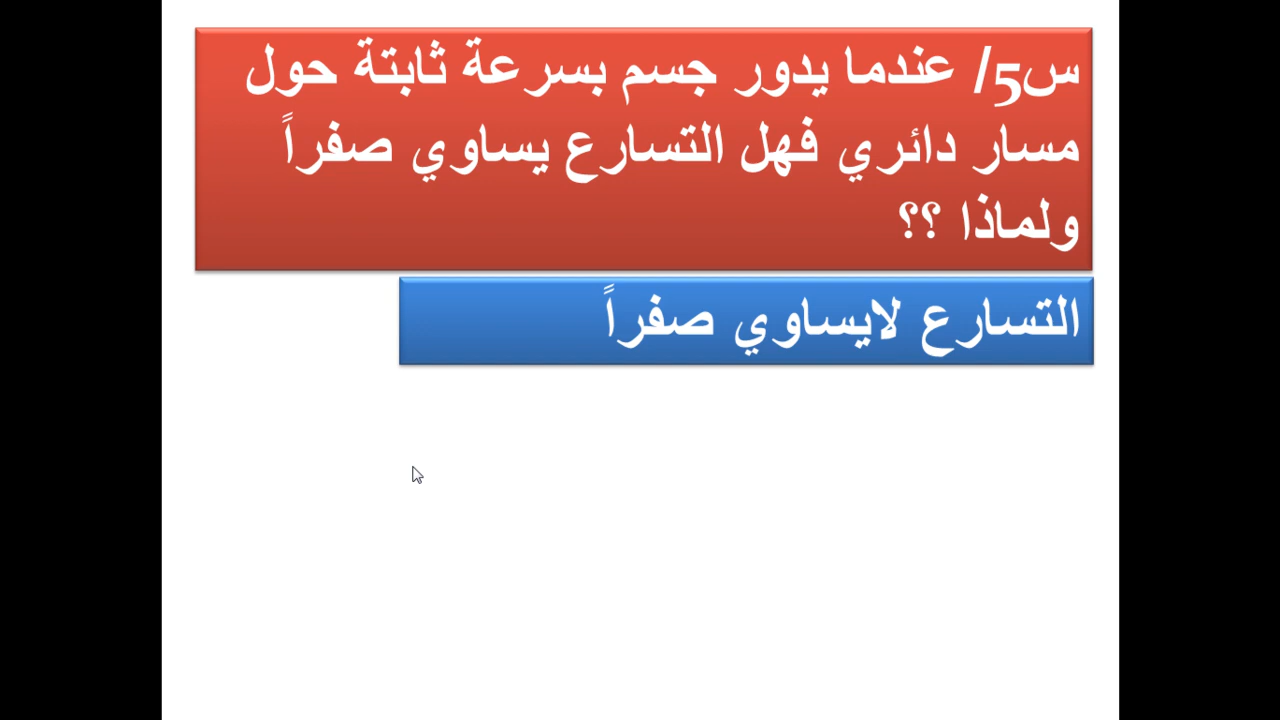 س5/ عندما يدور جسم بسرعة ثابتة حول
مسار دائري فهل التسارع يساوي صفراً
ولماذا ؟؟
التسارع لايساوي صفراً